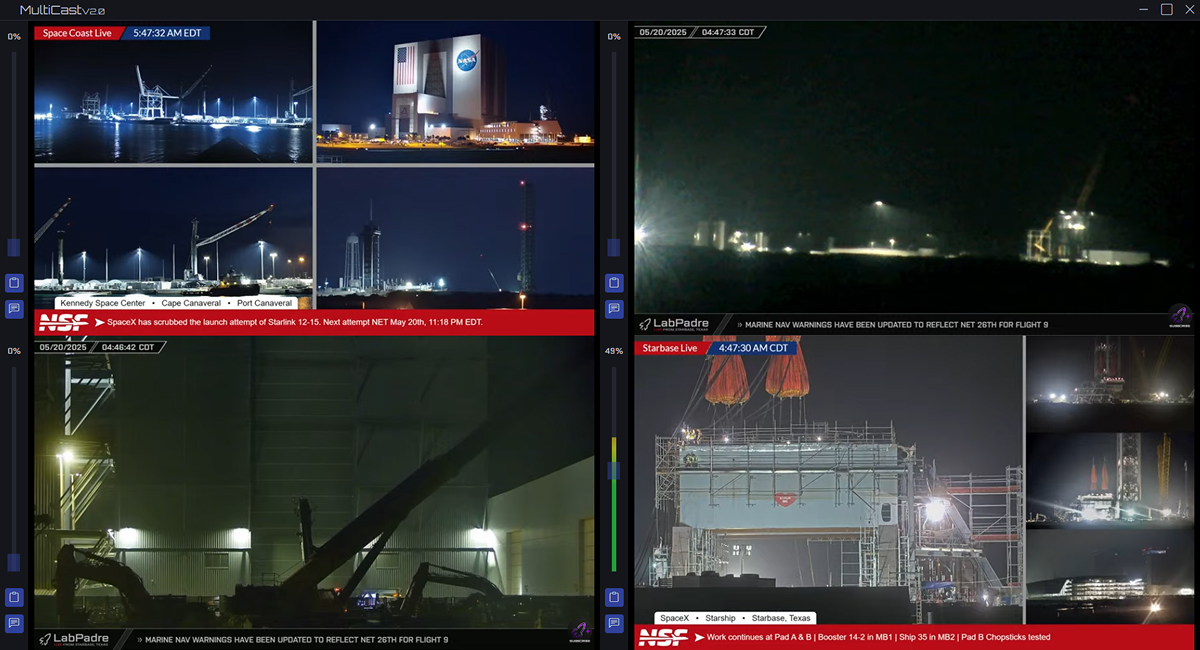 MultiCast v2.0
0%
Space Coast Live 5:47:32 AM EDT
NASA
Kennedy Space Center • Cape Canaveral • Port Canaveral
NSF SpaceX has scrubbed the launch attempt of Starlink 12-15. Next attempt NET May 20th, 11:18 PM EDT.
0%
05/20/2025 // 04:47:33 CDT
LabPadre » MARINE NAV WARNINGS HAVE BEEN UPDATED TO REFLECT NET 26TH FOR FLIGHT 9
0%
05/20/2025 // 04:46:42 CDT
LabPadre » MARINE NAV WARNINGS HAVE BEEN UPDATED TO REFLECT NET 26TH FOR FLIGHT 9
49%
Starbase Live 4:47:30 AM CDT
SpaceX • Starship • Starbase, Texas
NSF Work continues at Pad A & B | Booster 14-2 in MB1 | Ship 35 in MB2 | Pad B Chopsticks tested